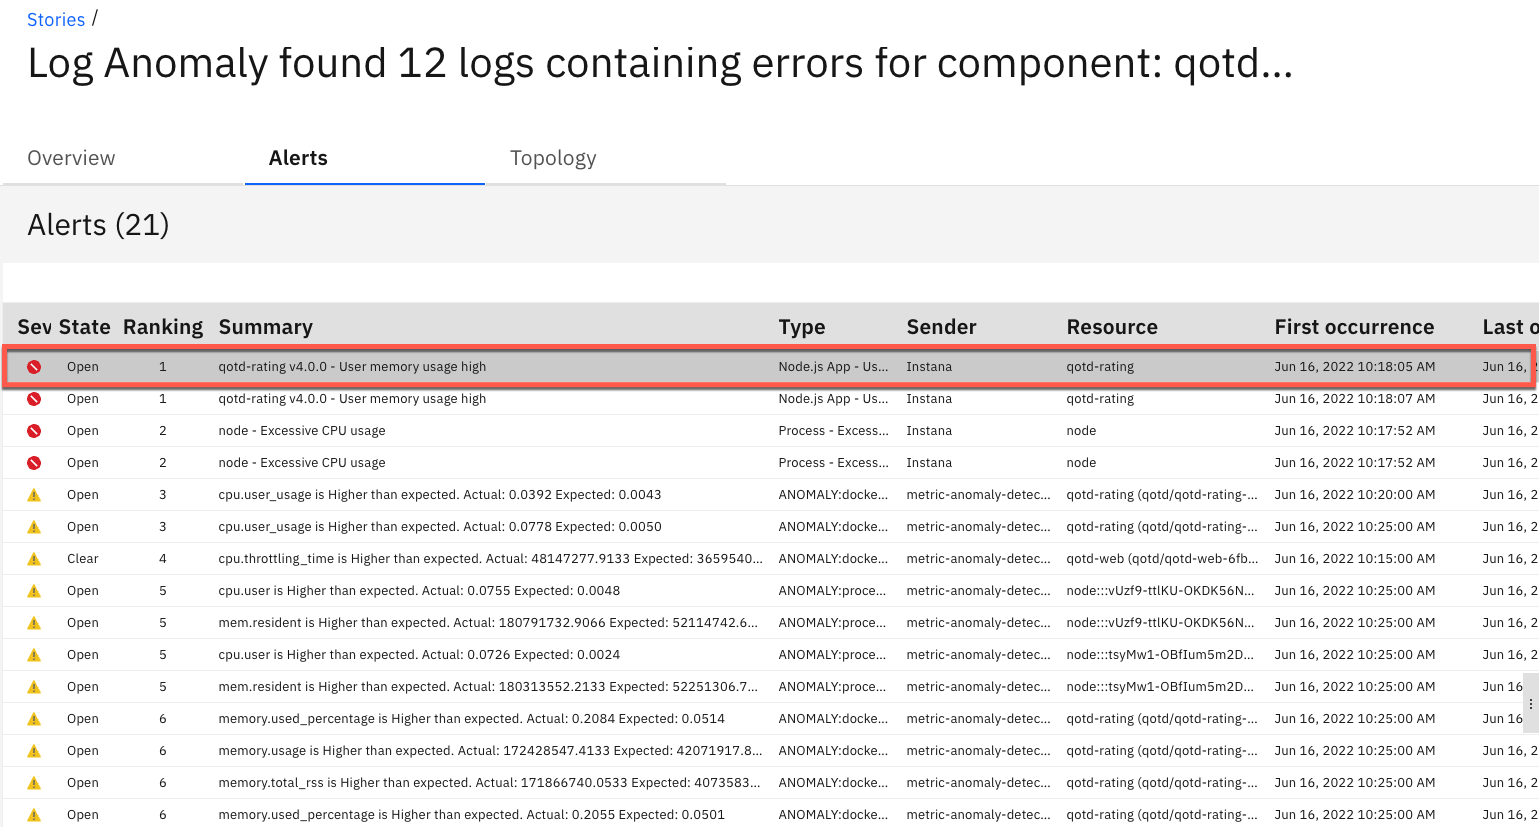 Stories /
Log Anomaly found 12 logs containing errors for component: qotd...
Overview Alerts Topology
Alerts (21)
Sev State Ranking Summary Type Sender Resource First occurrence Last o
Open 1 qotd-rating v4.0.0 - User memory usage high Node.js App - Us... Instana qotd-rating Jun 16, 2022 10:18:05 AM Jun 16, 2
Open 1 qotd-rating v4.0.0 - User memory usage high Node.js App - Us... Instana qotd-rating Jun 16, 2022 10:18:07 AM Jun 16, 2
Open 2 node - Excessive CPU usage Process - Excess... Instana node Jun 16, 2022 10:17:52 AM Jun 16, 2
Open 2 node - Excessive CPU usage Process - Excess... Instana node Jun 16, 2022 10:17:52 AM Jun 16, 2
Open 3 cpu.user_usage is Higher than expected. Actual: 0.0392 Expected: 0.0043 ANOMALY:docke... metric-anomaly-detec... qotd-rating (qotd/qotd-rating-... Jun 16, 2022 10:20:00 AM Jun 16, 2
Open 3 cpu.user_usage is Higher than expected. Actual: 0.0778 Expected: 0.0050 ANOMALY:docke... metric-anomaly-detec... qotd-rating (qotd/qotd-rating-... Jun 16, 2022 10:25:00 AM Jun 16, 2
Clear 4 cpu.throttling_time is Higher than expected. Actual: 48147277.9133 Expected: 3659540... ANOMALY:docke... metric-anomaly-detec... qotd-web (qotd/qotd-web-6fb... Jun 16, 2022 10:15:00 AM Jun 16, 2
Open 5 cpu.user is Higher than expected. Actual: 0.0755 Expected: 0.0048 ANOMALY:proce... metric-anomaly-detec... node:::vUzf9-ttlKU-OKDK56N... Jun 16, 2022 10:25:00 AM Jun 16, 2
Open 5 mem.resident is Higher than expected. Actual: 180791732.9066 Expected: 52114742.6... ANOMALY:proce... metric-anomaly-detec... node:::vUzf9-ttlKU-OKDK56N... Jun 16, 2022 10:25:00 AM Jun 16, 2
Open 5 cpu.user is Higher than expected. Actual: 0.0726 Expected: 0.0024 ANOMALY:proce... metric-anomaly-detec... node:::tsyMw1-OBfIum5m2D... Jun 16, 2022 10:25:00 AM Jun 16, 2
Open 5 mem.resident is Higher than expected. Actual: 180313552.2133 Expected: 52251306.7... ANOMALY:proce... metric-anomaly-detec... node:::tsyMw1-OBfIum5m2D... Jun 16, 2022 10:25:00 AM Jun 16
Open 6 memory.used_percentage is Higher than expected. Actual: 0.2084 Expected: 0.0514 ANOMALY:docke... metric-anomaly-detec... qotd-rating (qotd/qotd-rating-... Jun 16, 2022 10:25:00 AM Jun 16
Open 6 memory.usage is Higher than expected. Actual: 172428547.4133 Expected: 42071917.8... ANOMALY:docke... metric-anomaly-detec... qotd-rating (qotd/qotd-rating-... Jun 16, 2022 10:25:00 AM Jun 16, 2
Open 6 memory.total_rss is Higher than expected. Actual: 171866740.0533 Expected: 4073583... ANOMALY:docke... metric-anomaly-detec... qotd-rating (qotd/qotd-rating-... Jun 16, 2022 10:25:00 AM Jun 16, 2
Open 6 memory.used_percentage is Higher than expected. Actual: 0.2055 Expected: 0.0501 ANOMALY:docke... metric-anomaly-detec... qotd-rating (qotd/qotd-rating-... Jun 16, 2022 10:25:00 AM Jun 16, 2